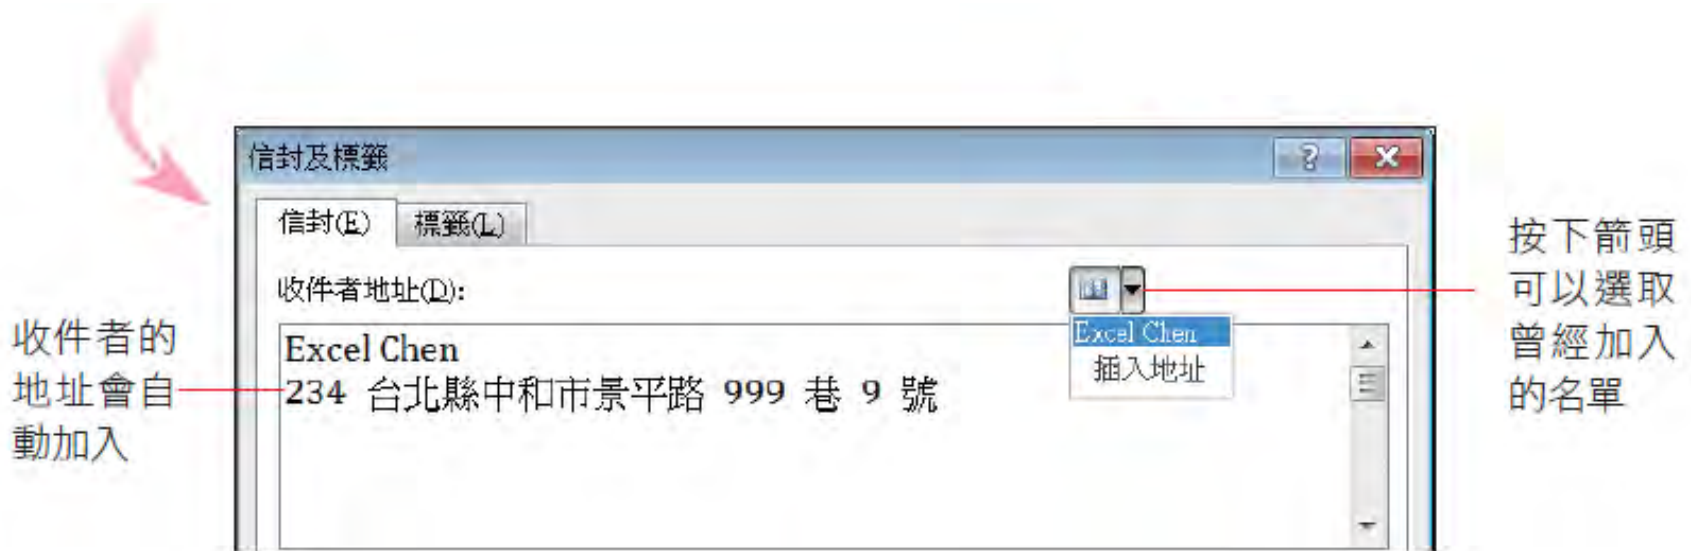 信封及標籤
信封(E)
標籤(L)
收件者地址(D):
Excel Chen
234 台北縣中和市景平路 999 巷 9 號
Excel Chen
插入地址
收件者的
地址會自
動加入
按下箭頭
可以選取
曾經加入
的名單